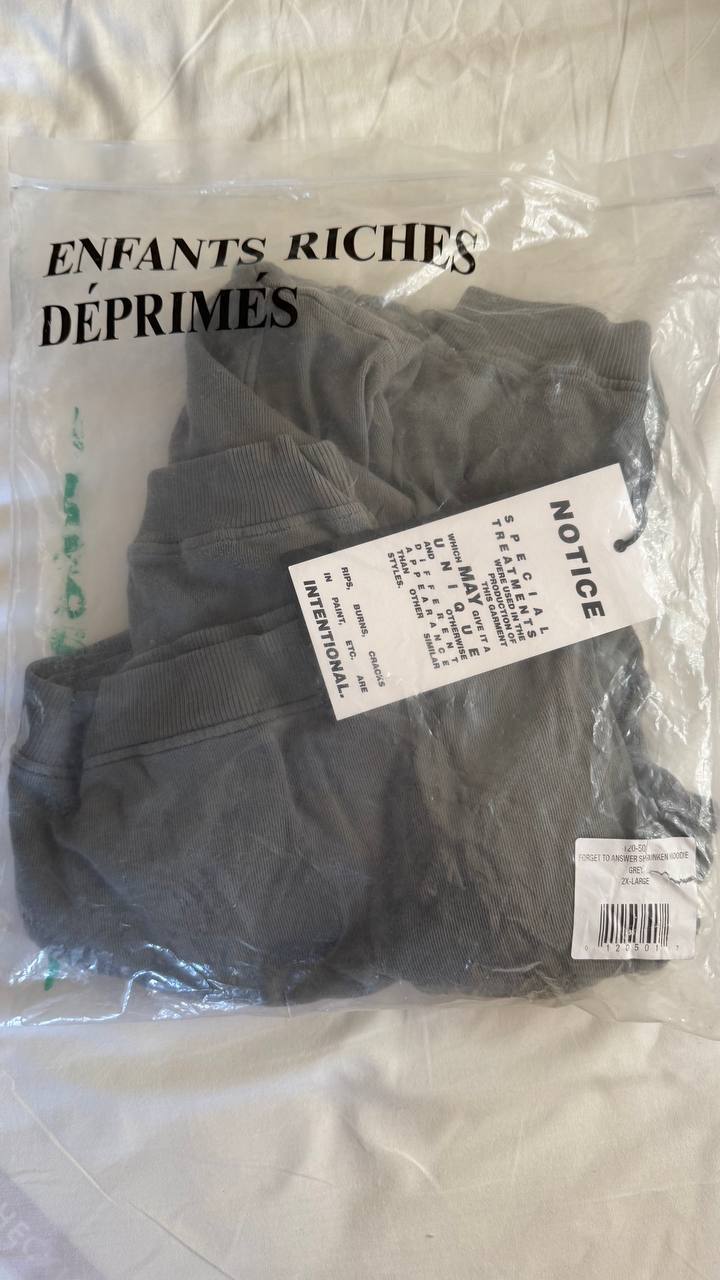 ENFANTS RICHES
DÉPRIMÉS
NOTICE
SPECIAL
TREATMENTS
WERE USED IN THE
PRODUCTION OF
THIS GARMENT
WHICH MAY GIVE IT A
UNIQUE
OTHERWISE
AND DIFFERENT
APPEARANCE
THAN OTHER SIMILAR
STYLES.
RIPS, BURNS, CRACKS
IN PAINT, ETC. ARE
INTENTIONAL.
FORGET TO ANSWER SHRUNKEN HOODIE
GREY
2X-LARGE